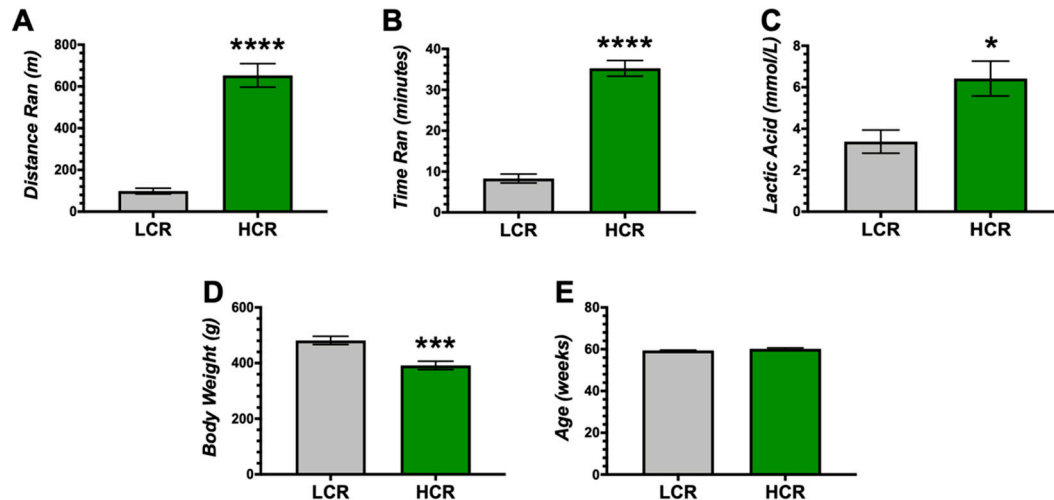 A
Distance Ran (m)
800
600
400
200
0
****
LCR
HCR
B
Time Ran (minutes)
40
30
20
10
0
****
LCR
HCR
C
Lactic Acid (mmol/L)
8
6
4
2
0
*
LCR
HCR
D
Body Weight (g)
600
400
200
0
***
LCR
HCR
E
Age (weeks)
80
60
40
20
0
LCR
HCR